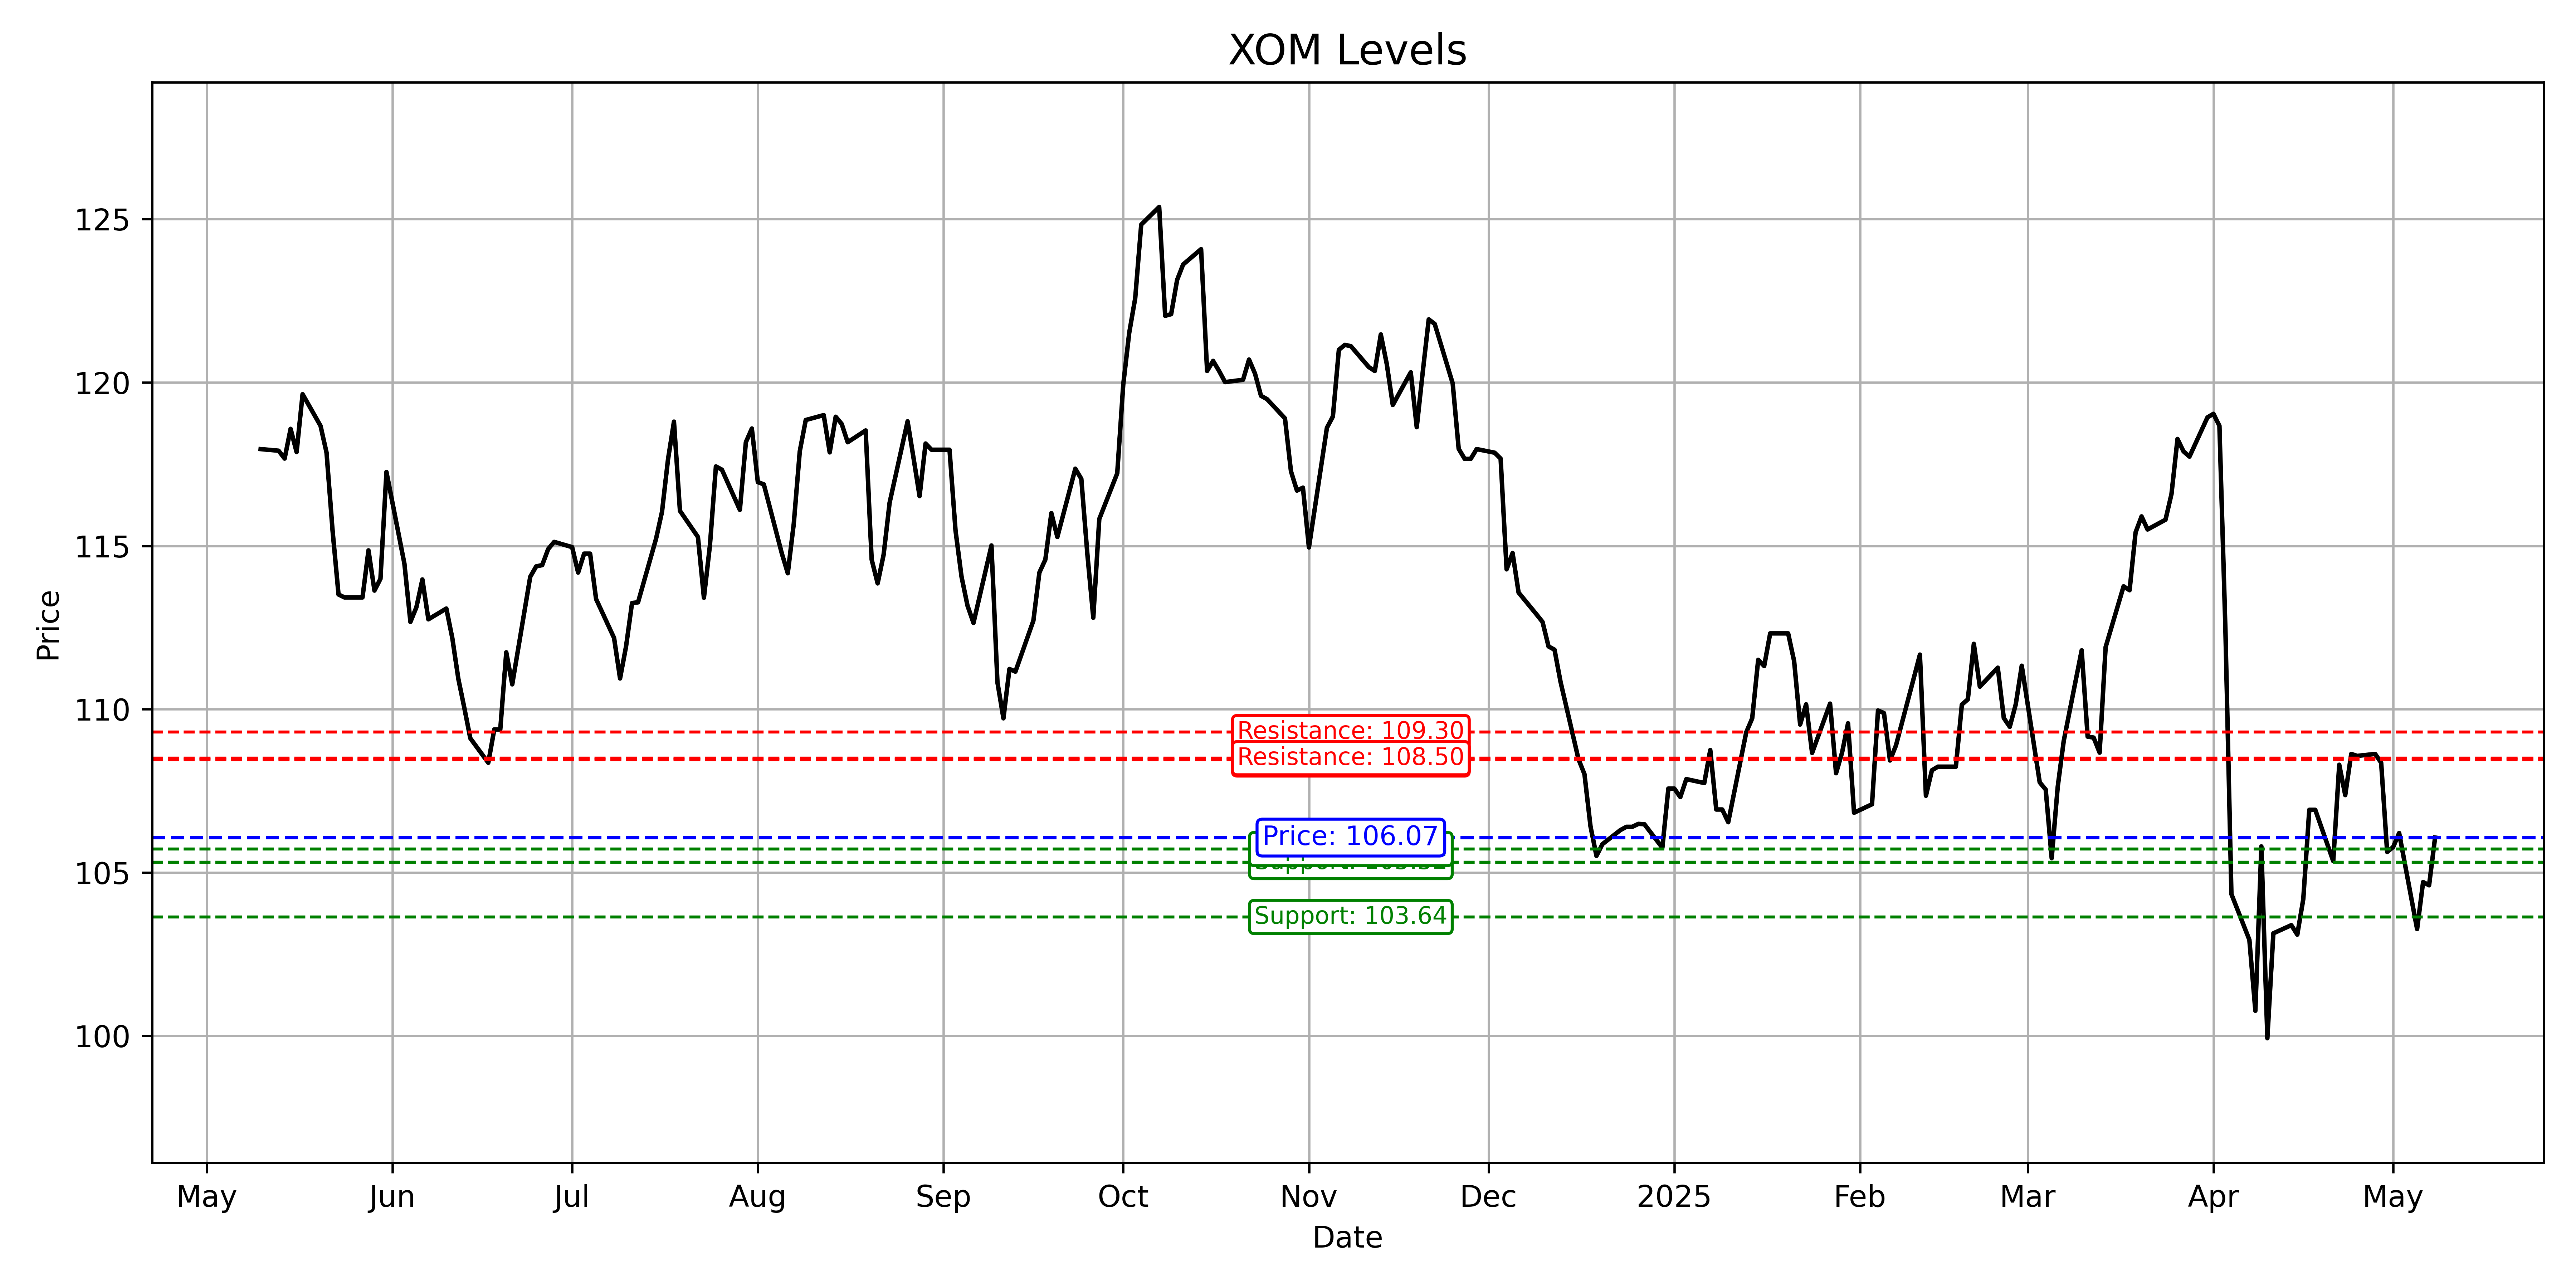 XOM Levels
125
120
115
110
105
100
Price
Resistance: 109.30
Resistance: 108.50
Price: 106.07
Support: 103.64
May
Jun
Jul
Aug
Sep
Oct
Nov
Dec
2025
Feb
Mar
Apr
May
Date